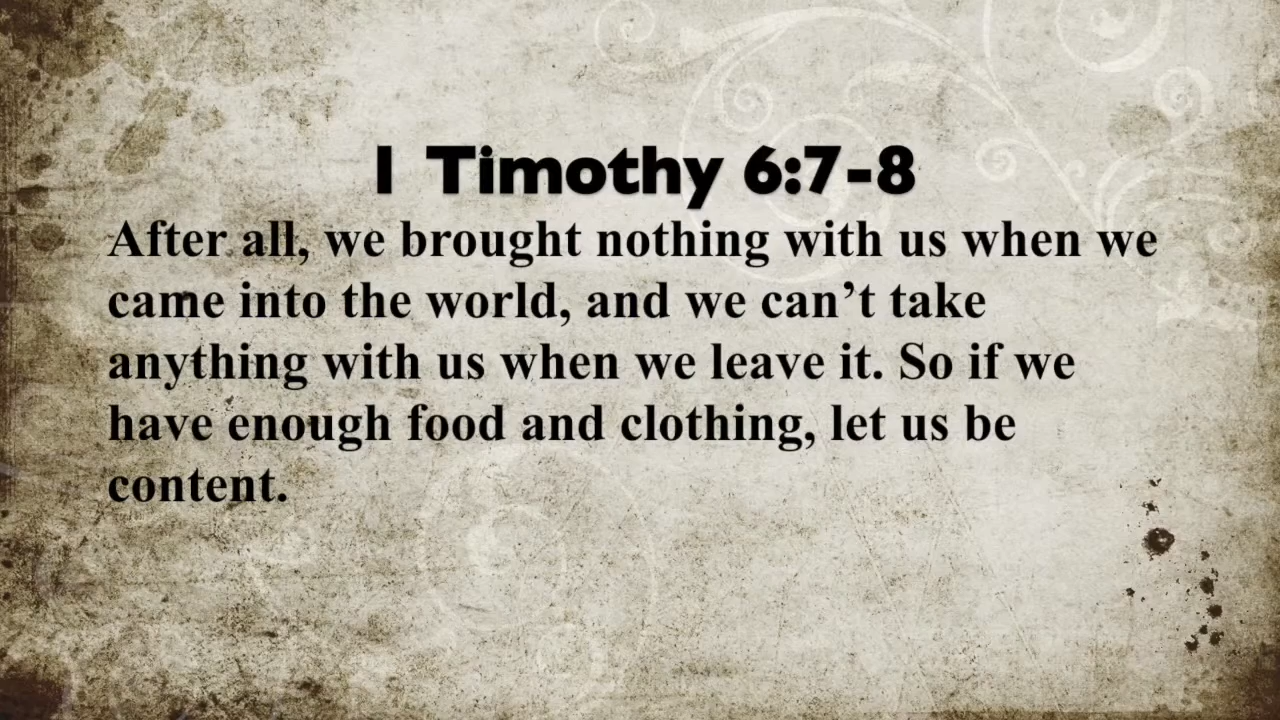 1 Timothy 6:7-8
After all, we brought nothing with us when we
came into the world, and we can’t take
anything with us when we leave it. So if we
have enough food and clothing, let us be
content.